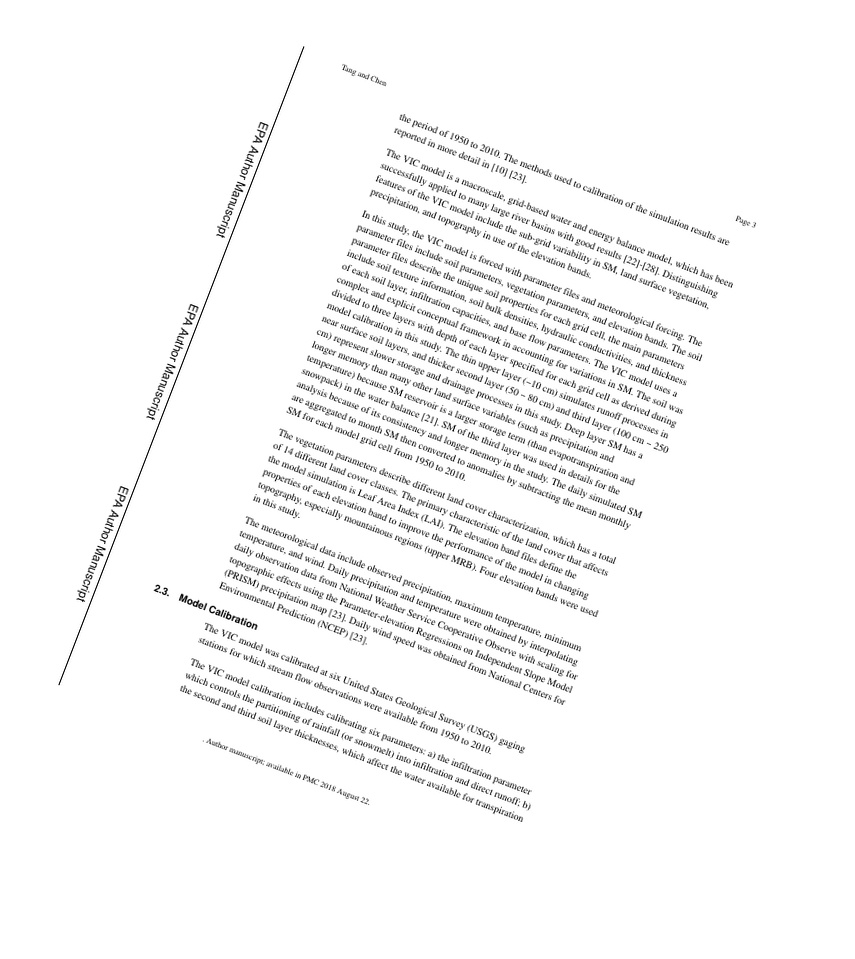 Tang and Chen
Page 3
the period of 1950 to 2010. The methods used to calibration of the simulation results are
reported in more detail in [10] [23].
The VIC model is a macroscale, grid-based water and energy balance model, which has been
successfully applied to many large river basins with good results [22]-[28]. Distinguishing
features of the VIC model include the sub-grid variability in SM, land surface vegetation,
precipitation, and topography in use of the elevation bands.
In this study, the VIC model is forced with parameter files and meteorological forcing. The
parameter files include soil parameters, vegetation parameters, and elevation bands. The soil
parameter files describe the unique soil properties for each grid cell, the main parameters
include soil texture information, soil bulk densities, hydraulic conductivities, and thickness
of each soil layer, infiltration capacities, and base flow parameters. The VIC model uses a
complex and explicit conceptual framework in accounting for variations in SM. The soil was
divided to three layers with depth of each layer specified for each grid cell as derived during
model calibration in this study. The thin upper layer (~10 cm) simulates runoff processes in
near surface soil layers, and thicker second layer (50 – 80 cm) and third layer (100 cm – 250
cm) represent slower storage and drainage processes in this study. Deep layer SM has a
longer memory than many other land surface variables (such as precipitation and
temperature) because SM reservoir is a larger storage term (than evapotranspiration and
snowpack) in the water balance [21]. SM of the third layer was used in details for the
analysis because of its consistency and longer memory in the study. The daily simulated SM
are aggregated to month SM then converted to anomalies by subtracting the mean monthly
SM for each model grid cell from 1950 to 2010.
The vegetation parameters describe different land cover characterization, which has a total
of 14 different land cover classes. The primary characteristic of the land cover that affects
the model simulation is Leaf Area Index (LAI). The elevation band files define the
properties of each elevation band to improve the performance of the model in changing
topography, especially mountainous regions (upper MRB). Four elevation bands were used
in this study.
The meteorological data include observed precipitation, maximum temperature, minimum
temperature, and wind. Daily precipitation and temperature were obtained by interpolating
daily observation data from National Weather Service Cooperative Observe with scaling for
topographic effects using the Parameter-elevation Regressions on Independent Slope Model
(PRISM) precipitation map [23]. Daily wind speed was obtained from National Centers for
Environmental Prediction (NCEP) [23].
2.3. Model Calibration
The VIC model was calibrated at six United States Geological Survey (USGS) gaging
stations for which stream flow observations were available from 1950 to 2010.
The VIC model calibration includes calibrating six parameters: a) the infiltration parameter
which controls the partitioning of rainfall (or snowmelt) into infiltration and direct runoff; b)
the second and third soil layer thicknesses, which affect the water available for transpiration
. Author manuscript; available in PMC 2018 August 22.
EPA Author Manuscript
EPA Author Manuscript
EPA Author Manuscript